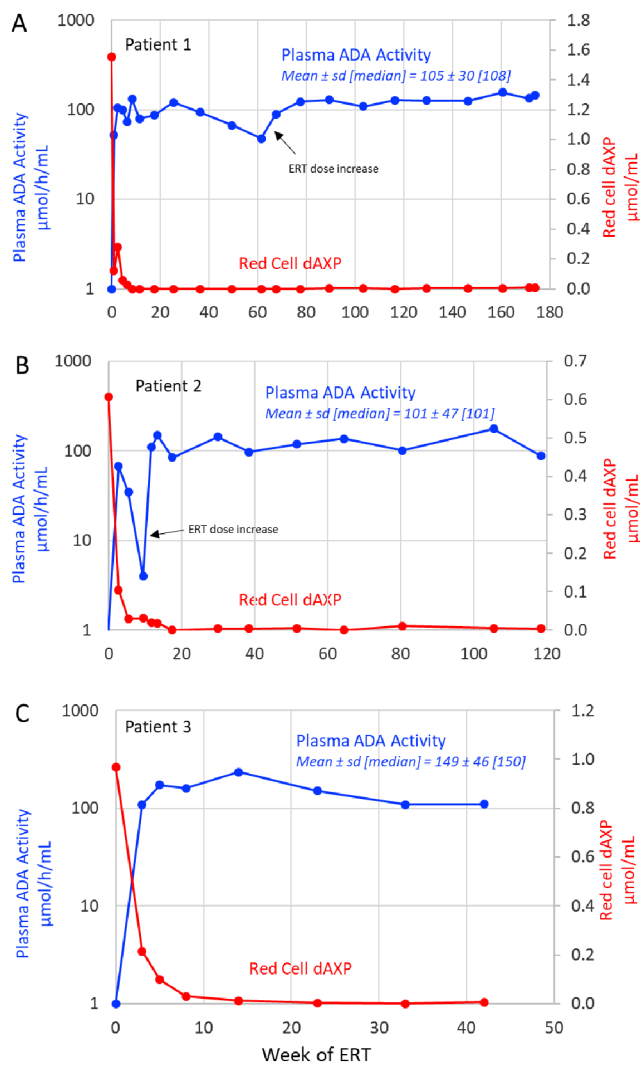 A
Patient 1
Plasma ADA Activity
Mean ± sd [median] = 105 ± 30 [108]
ERT dose increase
Red Cell dAXP
Plasma ADA Activity
µmol/h/mL
1000
100
10
1
Red cell dAXP
µmol/mL
1.8
1.6
1.4
1.2
1.0
0.8
0.6
0.4
0.2
0.0
0 20 40 60 80 100 120 140 160 180
B
Patient 2
Plasma ADA Activity
Mean ± sd [median] = 101 ± 47 [101]
ERT dose increase
Red Cell dAXP
Plasma ADA Activity
µmol/h/mL
1000
100
10
1
Red cell dAXP
µmol/mL
0.7
0.6
0.5
0.4
0.3
0.2
0.1
0.0
0 20 40 60 80 100 120
C
Patient 3
Plasma ADA Activity
Mean ± sd [median] = 149 ± 46 [150]
Red Cell dAXP
Plasma ADA Activity
µmol/h/mL
1000
100
10
1
Red cell dAXP
µmol/mL
1.2
1.0
0.8
0.6
0.4
0.2
0.0
0 10 20 30 40 50
Week of ERT